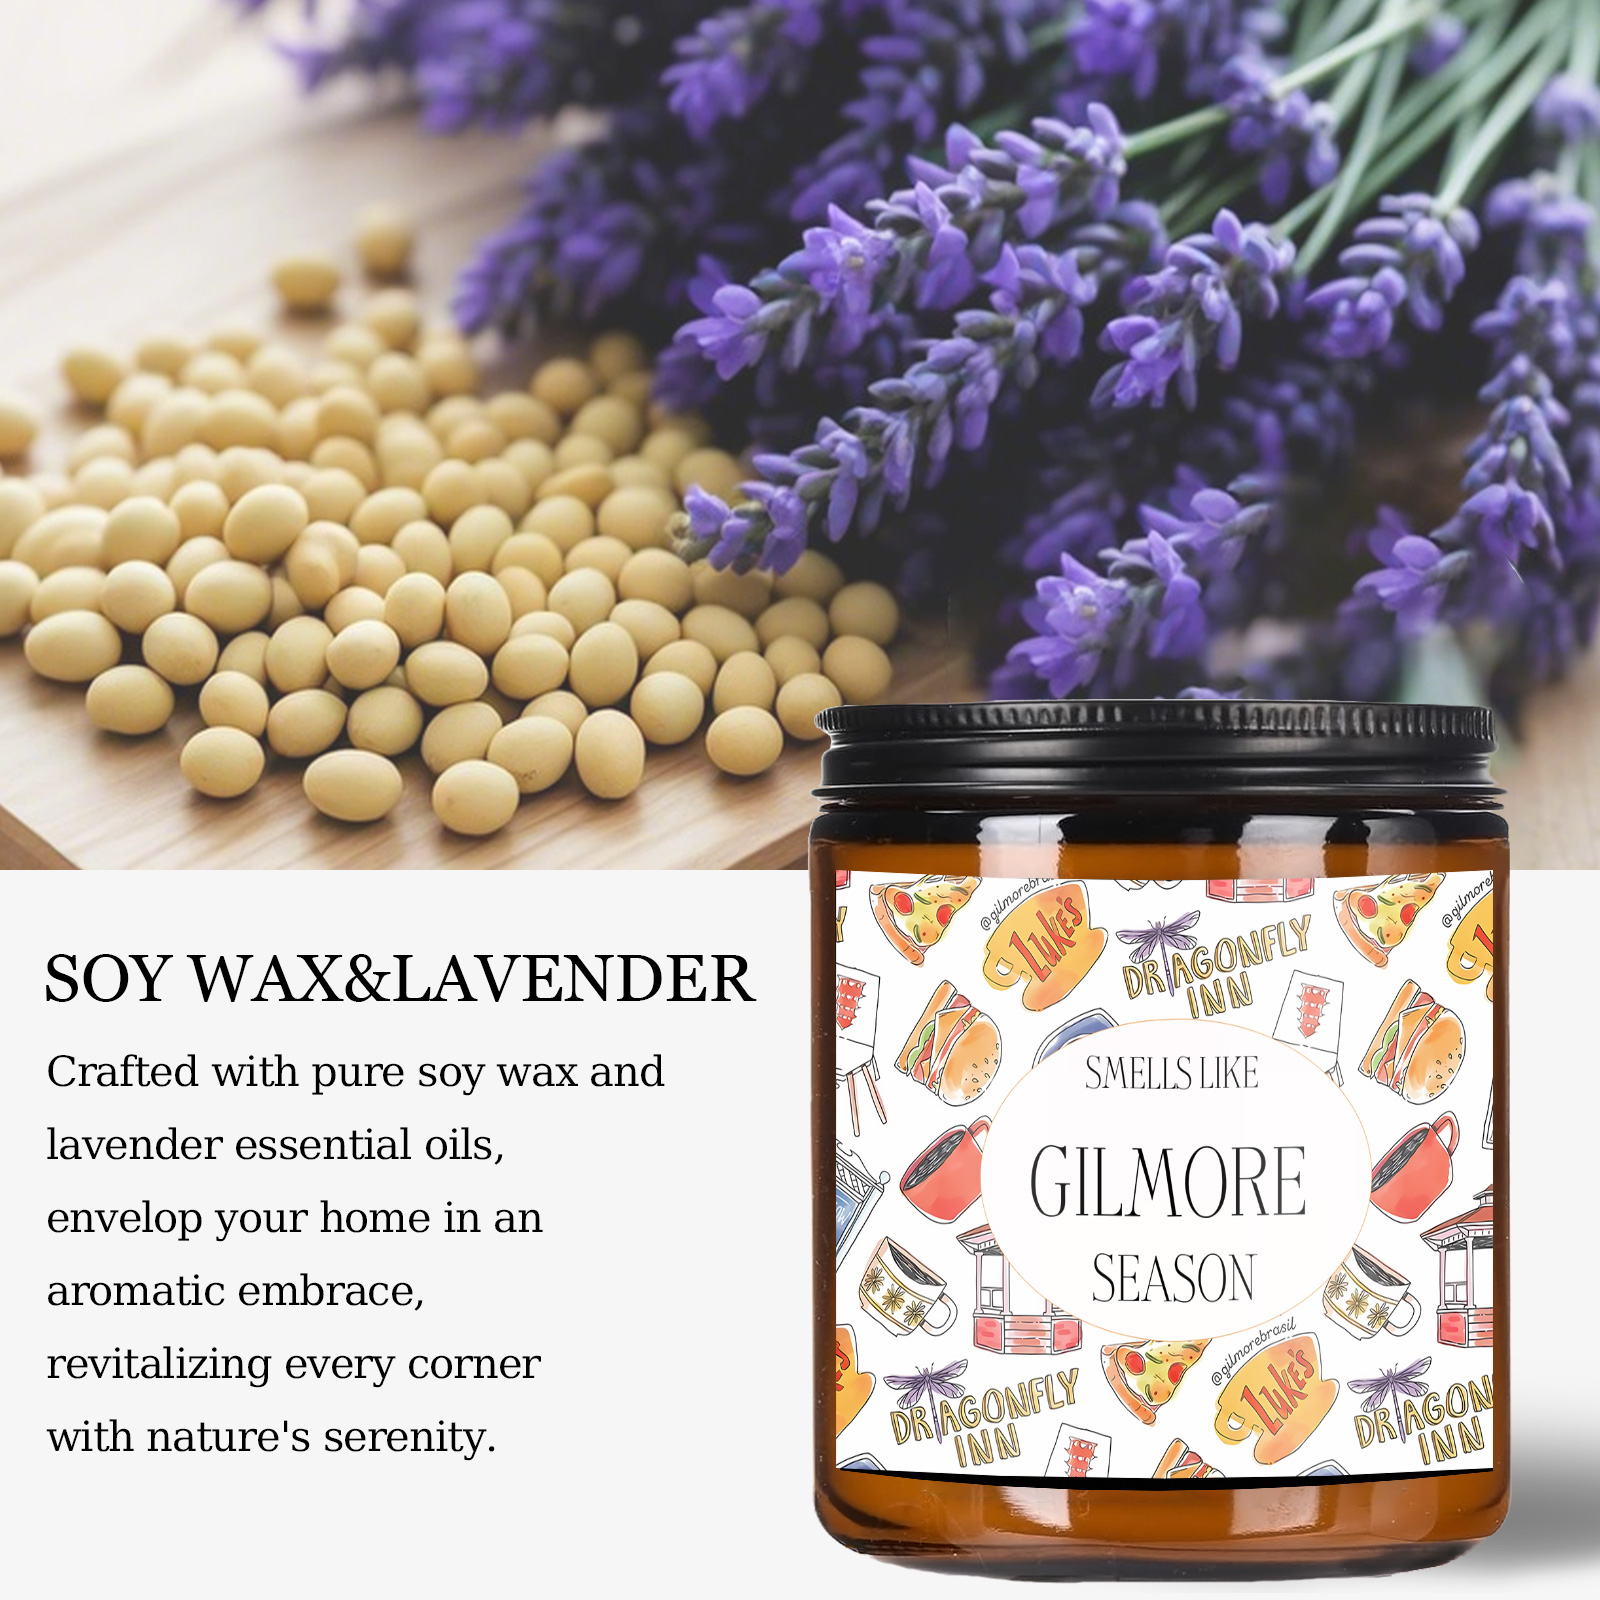 SOY WAX&LAVENDER
Crafted with pure soy wax and
lavender essential oils,
envelop your home in an
aromatic embrace,
revitalizing every corner
with nature's serenity.
LUKE'S
DRAGONFLY
INN
SMELLS LIKE
GILMORE
SEASON
@gilmorebrasil
LUKE'S
DRAGONFLY
INN
DRAGON
INN